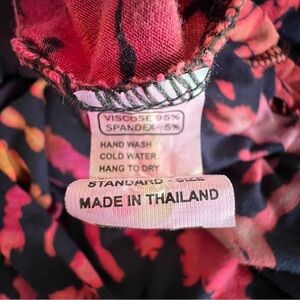 VISCOSE 95%
SPANDEX 5%
HAND WASH
COLD WATER
HANG TO DRY
STANDARD SIZE
MADE IN THAILAND